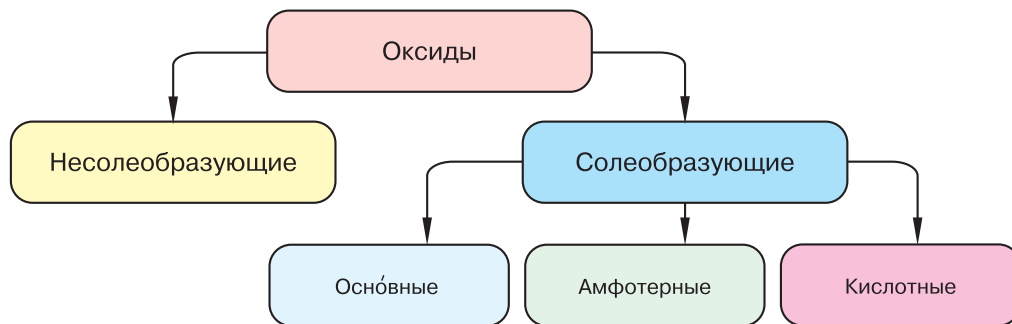 Оксиды
Несолеобразующие
Солеобразующие
Осно́вные
Амфотерные
Кислотные